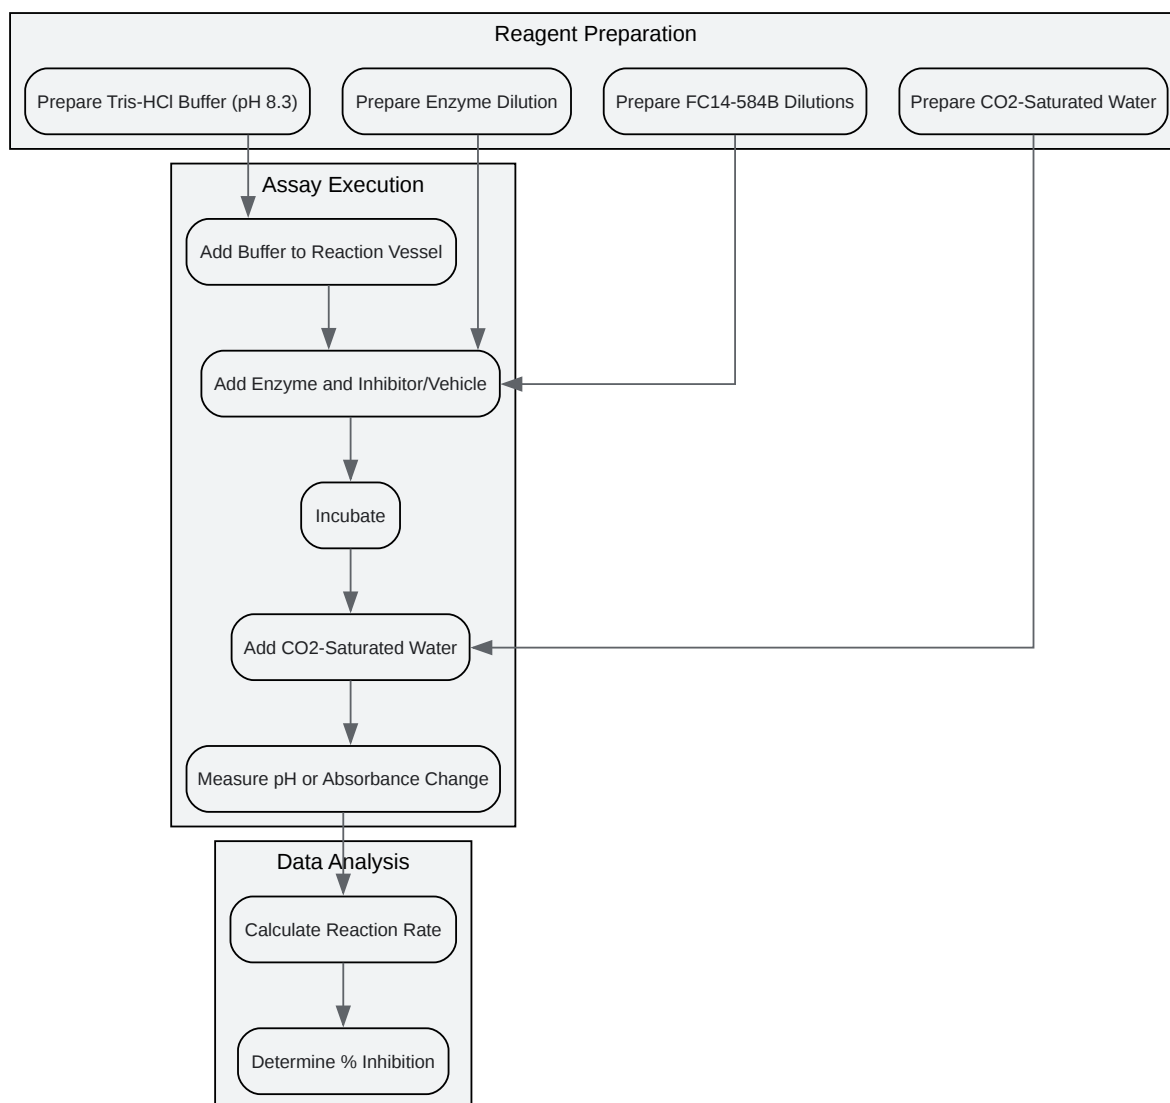 Reagent Preparation
Prepare Tris-HCl Buffer (pH 8.3)
Prepare Enzyme Dilution
Prepare FC14-584B Dilutions
Prepare CO2-Saturated Water
Assay Execution
Add Buffer to Reaction Vessel
Add Enzyme and Inhibitor/Vehicle
Incubate
Add CO2-Saturated Water
Measure pH or Absorbance Change
Data Analysis
Calculate Reaction Rate
Determine % Inhibition